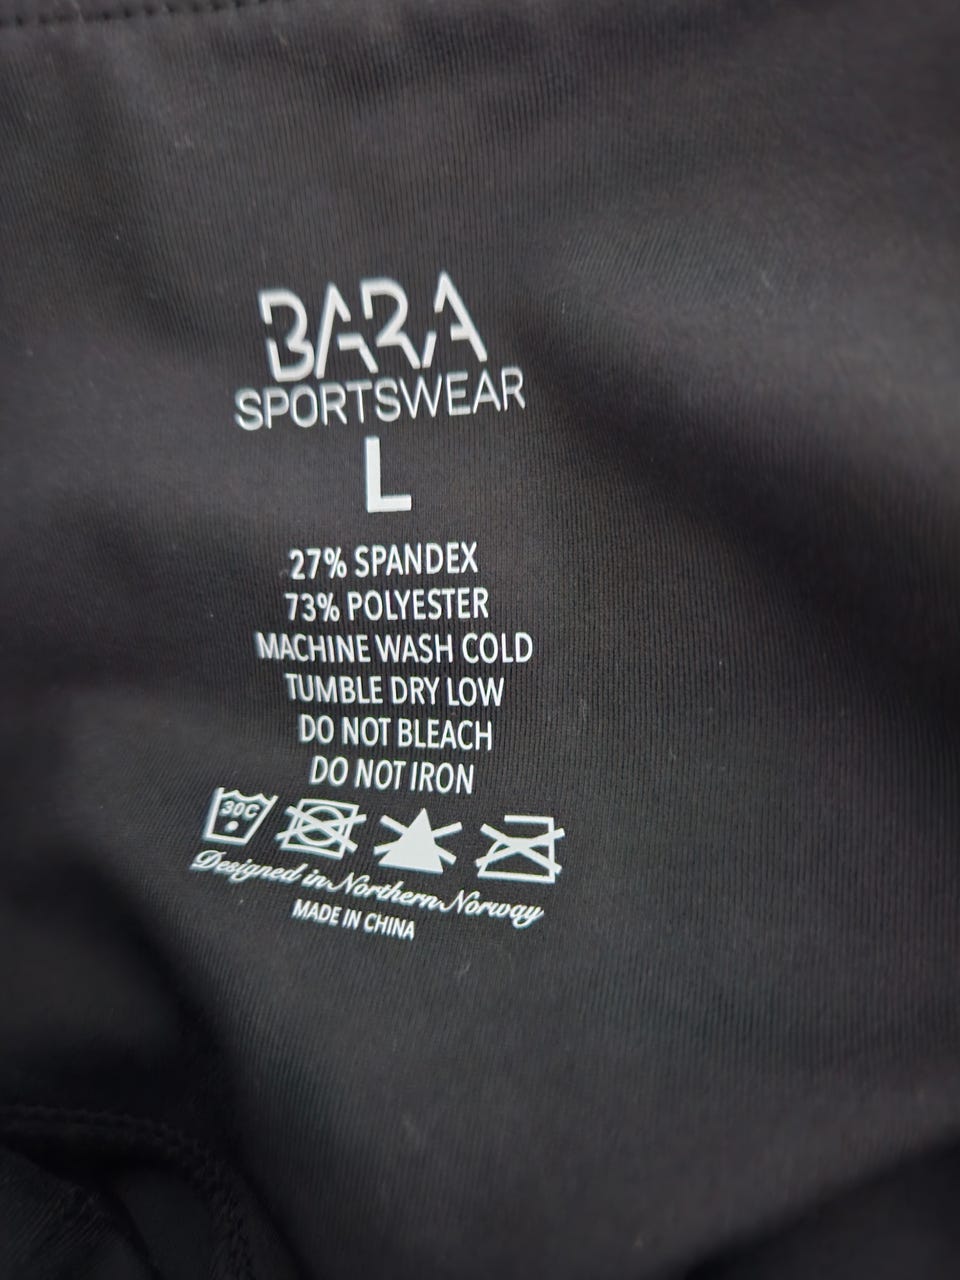 BARA
SPORTSWEAR
L
27% SPANDEX
73% POLYESTER
MACHINE WASH COLD
TUMBLE DRY LOW
DO NOT BLEACH
DO NOT IRON
30C
Designed in Northern Norway
MADE IN CHINA